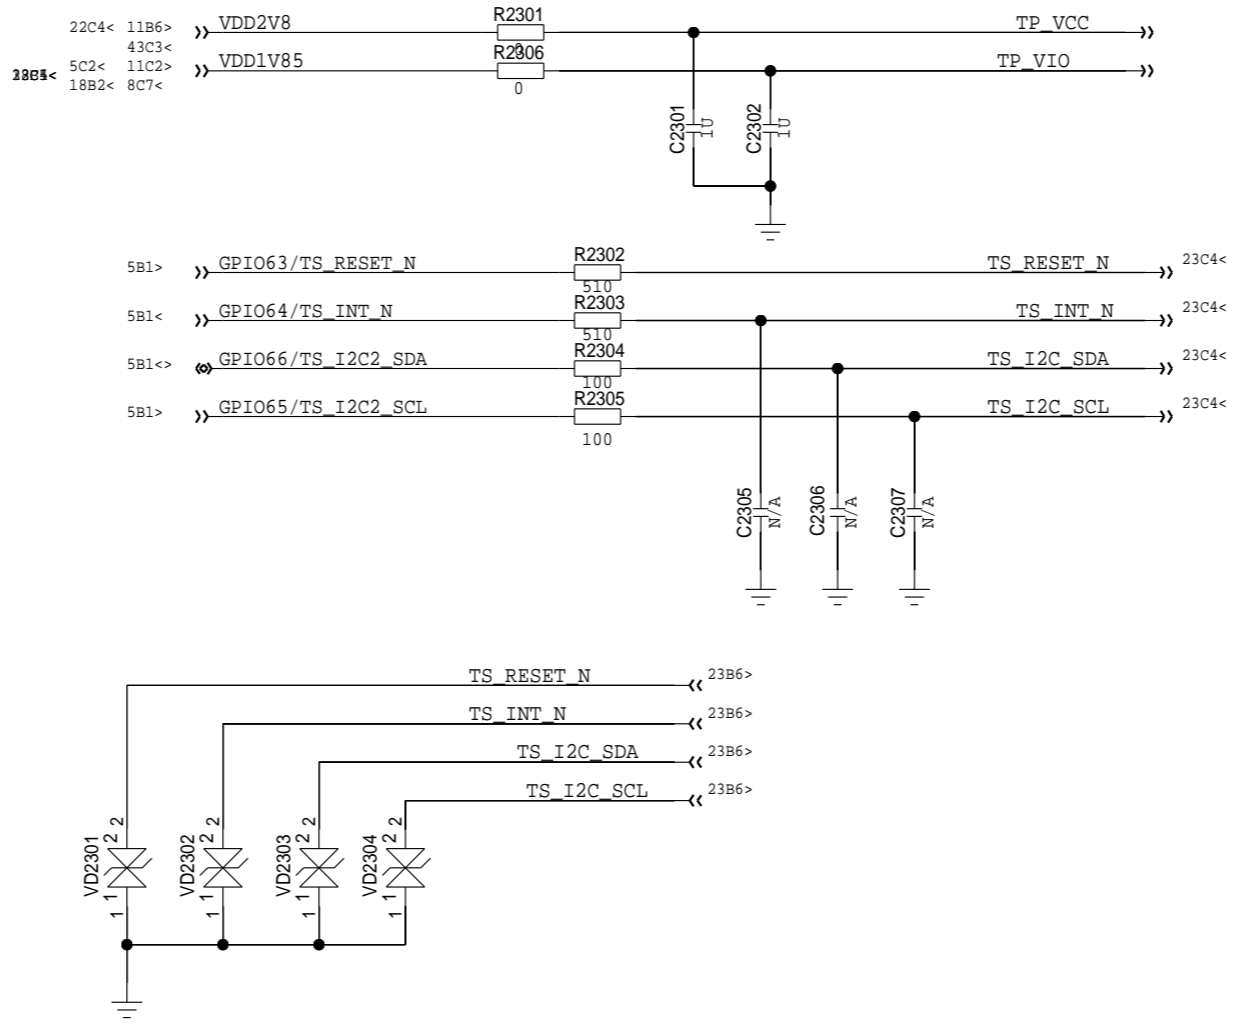 22C4< 11B6> VDD2V8 R2301 TP_VCC
43C3< 0
5C2< 11C2> VDD1V85 R2306 TP_VIO
18B2< 8C7< 0
C2301 1U C2302 1U
5B1> GPIO63/TS_RESET_N R2302 TS_RESET_N 23C4<
510
5B1< GPIO64/TS_INT_N R2303 TS_INT_N 23C4<
510
5B1<> GPIO66/TS_I2C2_SDA R2304 TS_I2C_SDA 23C4<
100
5B1> GPIO65/TS_I2C2_SCL R2305 TS_I2C_SCL 23C4<
100
C2305 N/A C2306 N/A C2307 N/A
TS_RESET_N 23B6>
TS_INT_N 23B6>
TS_I2C_SDA 23B6>
TS_I2C_SCL 23B6>
2 2 2 2 2 2 2 2
VD2301 VD2302 VD2303 VD2304
1 1 1 1 1 1 1 1